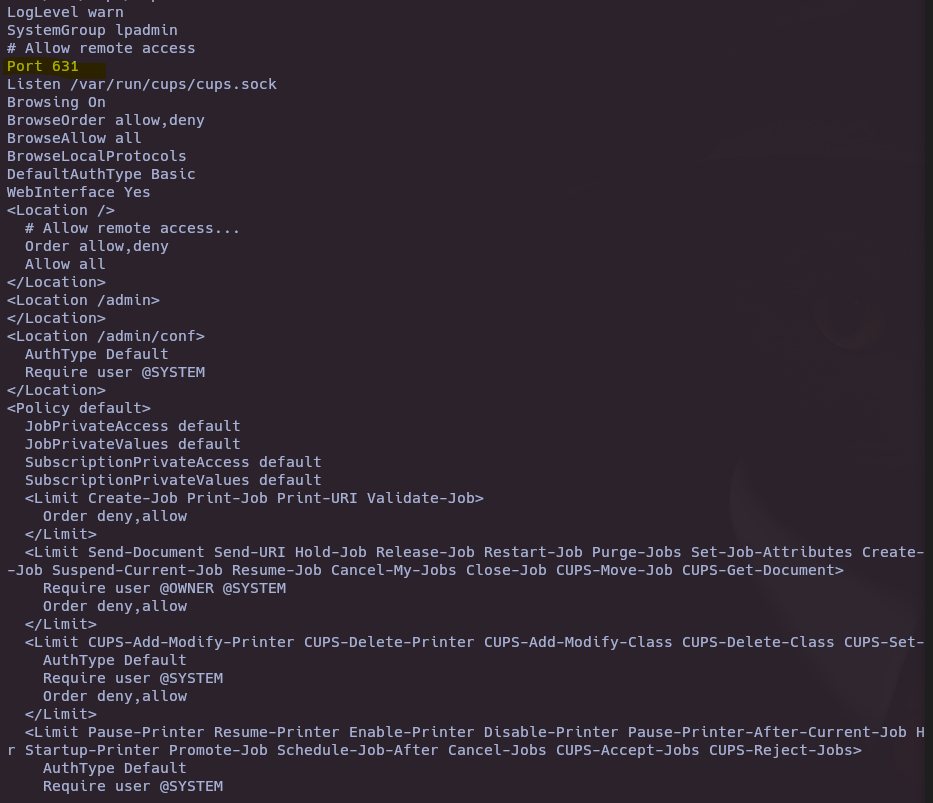 LogLevel warn
SystemGroup lpadmin
# Allow remote access
Port 631
Listen /var/run/cups/cups.sock
Browsing On
BrowseOrder allow,deny
BrowseAllow all
BrowseLocalProtocols
DefaultAuthType Basic
WebInterface Yes
<Location />
  # Allow remote access...
  Order allow,deny
  Allow all
</Location>
<Location /admin>
</Location>
<Location /admin/conf>
  AuthType Default
  Require user @SYSTEM
</Location>
<Policy default>
  JobPrivateAccess default
  JobPrivateValues default
  SubscriptionPrivateAccess default
  SubscriptionPrivateValues default
  <Limit Create-Job Print-Job Print-URI Validate-Job>
    Order deny,allow
  </Limit>
  <Limit Send-Document Send-URI Hold-Job Release-Job Restart-Job Purge-Jobs Set-Job-Attributes Create-
-Job Suspend-Current-Job Resume-Job Cancel-My-Jobs Close-Job CUPS-Move-Job CUPS-Get-Document>
    Require user @OWNER @SYSTEM
    Order deny,allow
  </Limit>
  <Limit CUPS-Add-Modify-Printer CUPS-Delete-Printer CUPS-Add-Modify-Class CUPS-Delete-Class CUPS-Set-
    AuthType Default
    Require user @SYSTEM
    Order deny,allow
  </Limit>
  <Limit Pause-Printer Resume-Printer Enable-Printer Disable-Printer Pause-Printer-After-Current-Job H
r Startup-Printer Promote-Job Schedule-Job-After Cancel-Jobs CUPS-Accept-Jobs CUPS-Reject-Jobs>
    AuthType Default
    Require user @SYSTEM